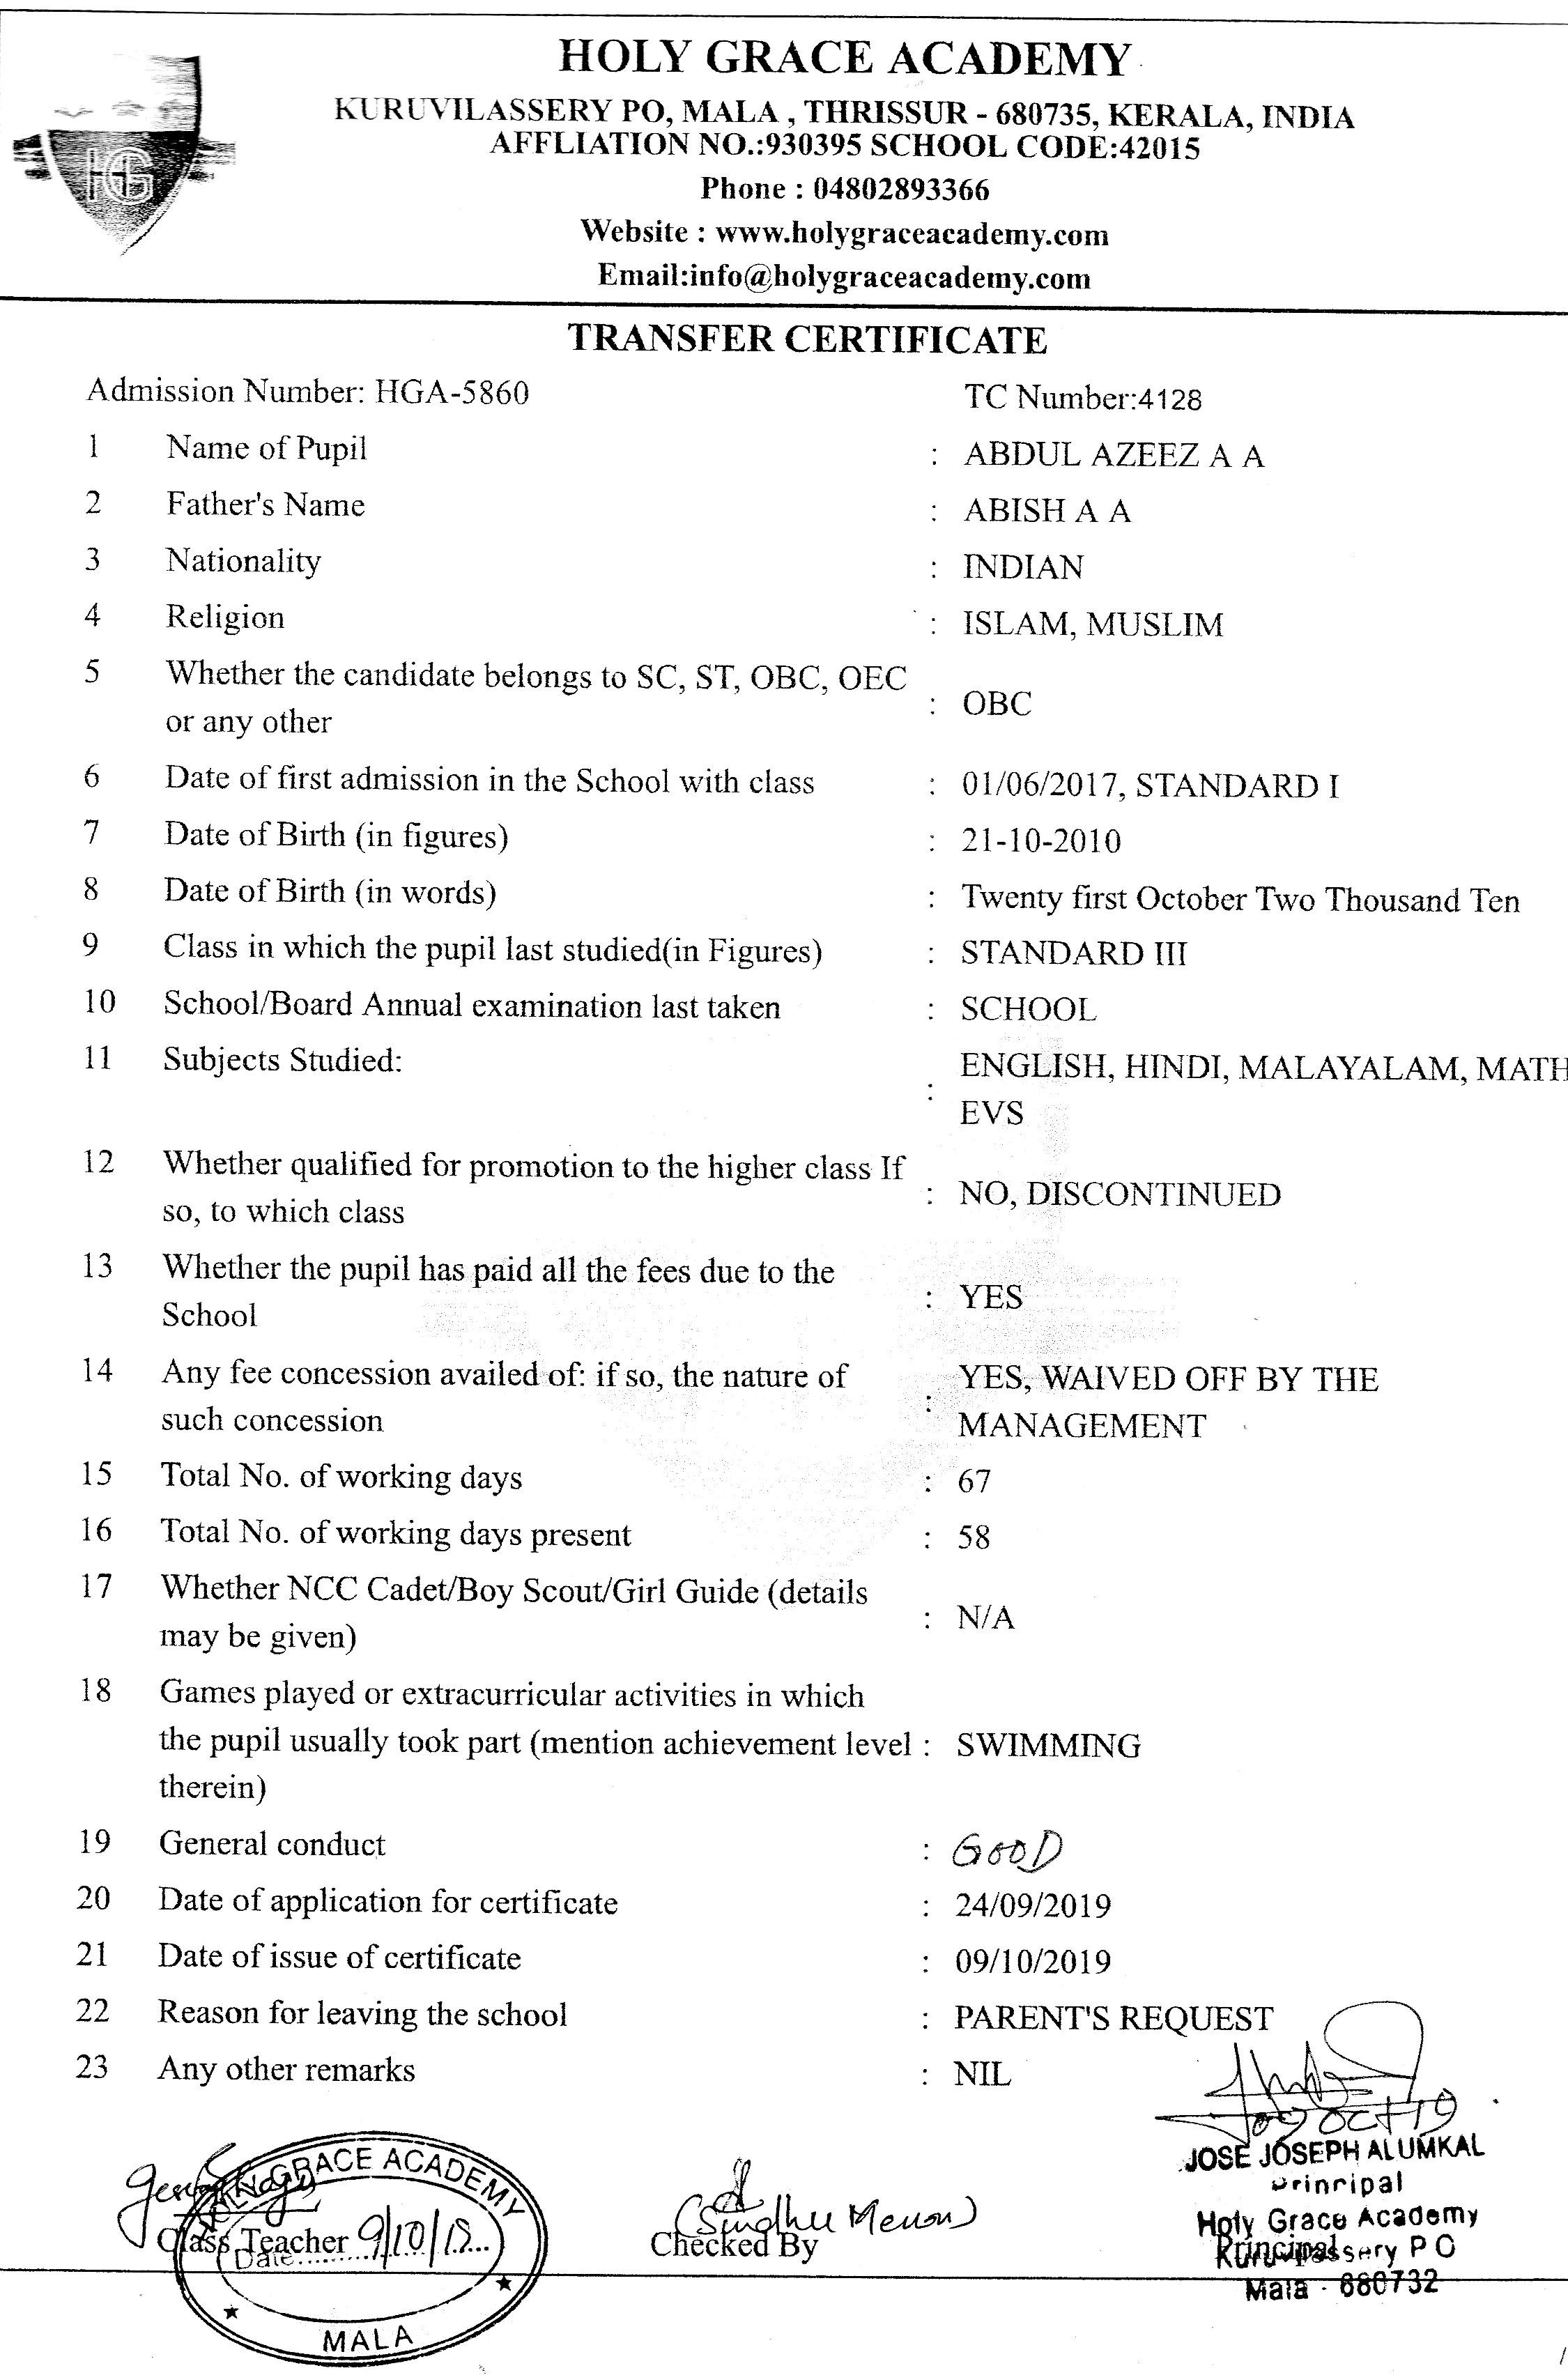 HG
HOLY GRACE ACADEMY
KURUVILASSERY PO, MALA , THRISSUR - 680735, KERALA, INDIA
AFFLIATION NO.:930395 SCHOOL CODE:42015
Phone : 04802893366
Website : www.holygraceacademy.com
Email:info@holygraceacademy.com
TRANSFER CERTIFICATE
Admission Number: HGA-5860 TC Number:4128
1 Name of Pupil : ABDUL AZEEZ A A
2 Father's Name : ABISH A A
3 Nationality : INDIAN
4 Religion : ISLAM, MUSLIM
5 Whether the candidate belongs to SC, ST, OBC, OEC
or any other : OBC
6 Date of first admission in the School with class : 01/06/2017, STANDARD I
7 Date of Birth (in figures) : 21-10-2010
8 Date of Birth (in words) : Twenty first October Two Thousand Ten
9 Class in which the pupil last studied(in Figures) : STANDARD III
10 School/Board Annual examination last taken : SCHOOL
11 Subjects Studied: : ENGLISH, HINDI, MALAYALAM, MATH
EVS
12 Whether qualified for promotion to the higher class If
so, to which class : NO, DISCONTINUED
13 Whether the pupil has paid all the fees due to the
School : YES
14 Any fee concession availed of: if so, the nature of
such concession : YES, WAIVED OFF BY THE
MANAGEMENT
15 Total No. of working days : 67
16 Total No. of working days present : 58
17 Whether NCC Cadet/Boy Scout/Girl Guide (details
may be given) : N/A
18 Games played or extracurricular activities in which
the pupil usually took part (mention achievement level : SWIMMING
therein)
19 General conduct : GOOD
20 Date of application for certificate : 24/09/2019
21 Date of issue of certificate : 09/10/2019
22 Reason for leaving the school : PARENT'S REQUEST
23 Any other remarks : NIL
HOLY GRACE ACADEMY
Class Teacher
Date 9/10/19
MALA
(Sindhu Menon)
Checked By
09 OCT 19
JOSE JOSEPH ALUMKAL
Principal
Holy Grace Academy
Kuruvilassery P O
Principal
Mala - 680732